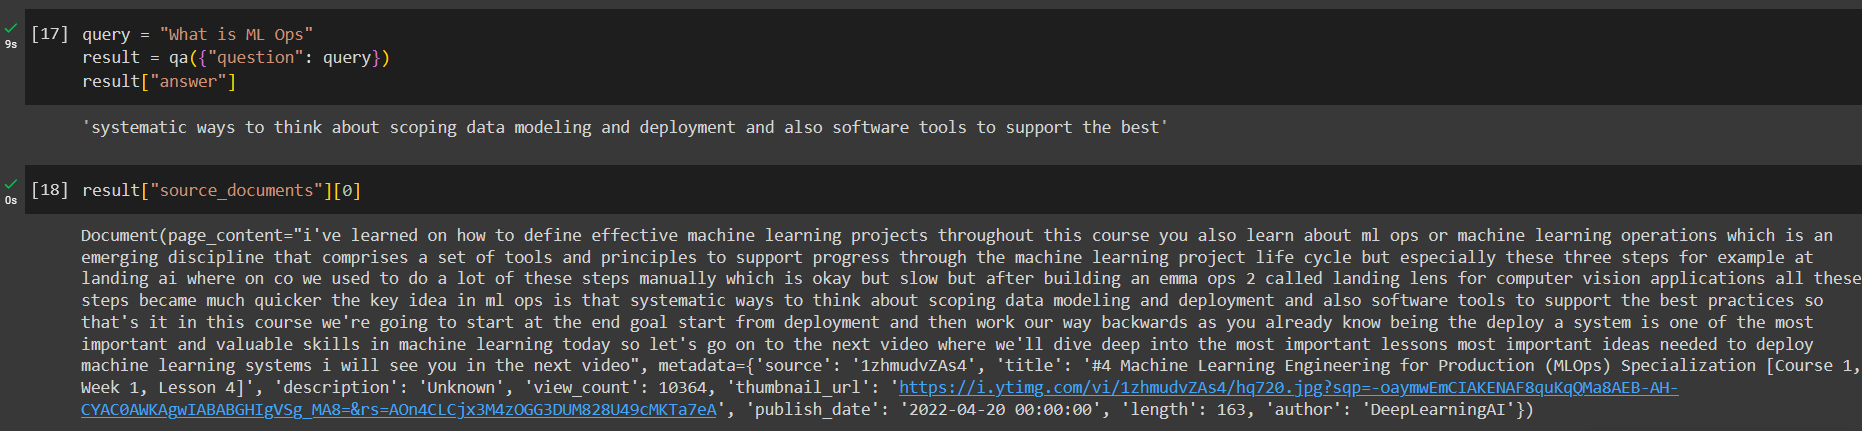 [17] query = "What is ML Ops"
9s
result = qa({"question": query})
result["answer"]
'systematic ways to think about scoping data modeling and deployment and also software tools to support the best'
[18] result["source_documents"][0]
0s
Document(page_content="i've learned on how to define effective machine learning projects throughout this course you also learn about ml ops or machine learning operations which is an
emerging discipline that comprises a set of tools and principles to support progress through the machine learning project life cycle but especially these three steps for example at
landing ai where on co we used to do a lot of these steps manually which is okay but slow but after building an emma ops 2 called landing lens for computer vision applications all these
steps became much quicker the key idea in ml ops is that systematic ways to think about scoping data modeling and deployment and also software tools to support the best practices so
that's it in this course we're going to start at the end goal start from deployment and then work our way backwards as you already know being the deploy a system is one of the most
important and valuable skills in machine learning today so let's go on to the next video where we'll dive deep into the most important lessons most important ideas needed to deploy
machine learning systems i will see you in the next video", metadata={'source': '1zhmudvZAs4', 'title': '#4 Machine Learning Engineering for Production (MLOps) Specialization [Course 1,
Week 1, Lesson 4]', 'description': 'Unknown', 'view_count': 10364, 'thumbnail_url': 'https://i.ytimg.com/vi/1zhmudvZAs4/hq720.jpg?sqp=-oaymwEmCIAKENAF8quKqQMa8AEB-AH-
CYAC0AWKAgwIABABGHIgVSg_MA8=&rs=AOn4CLCjx3M4zOGG3DUM828U49cMKTa7eA', 'publish_date': '2022-04-20 00:00:00', 'length': 163, 'author': 'DeepLearningAI'})